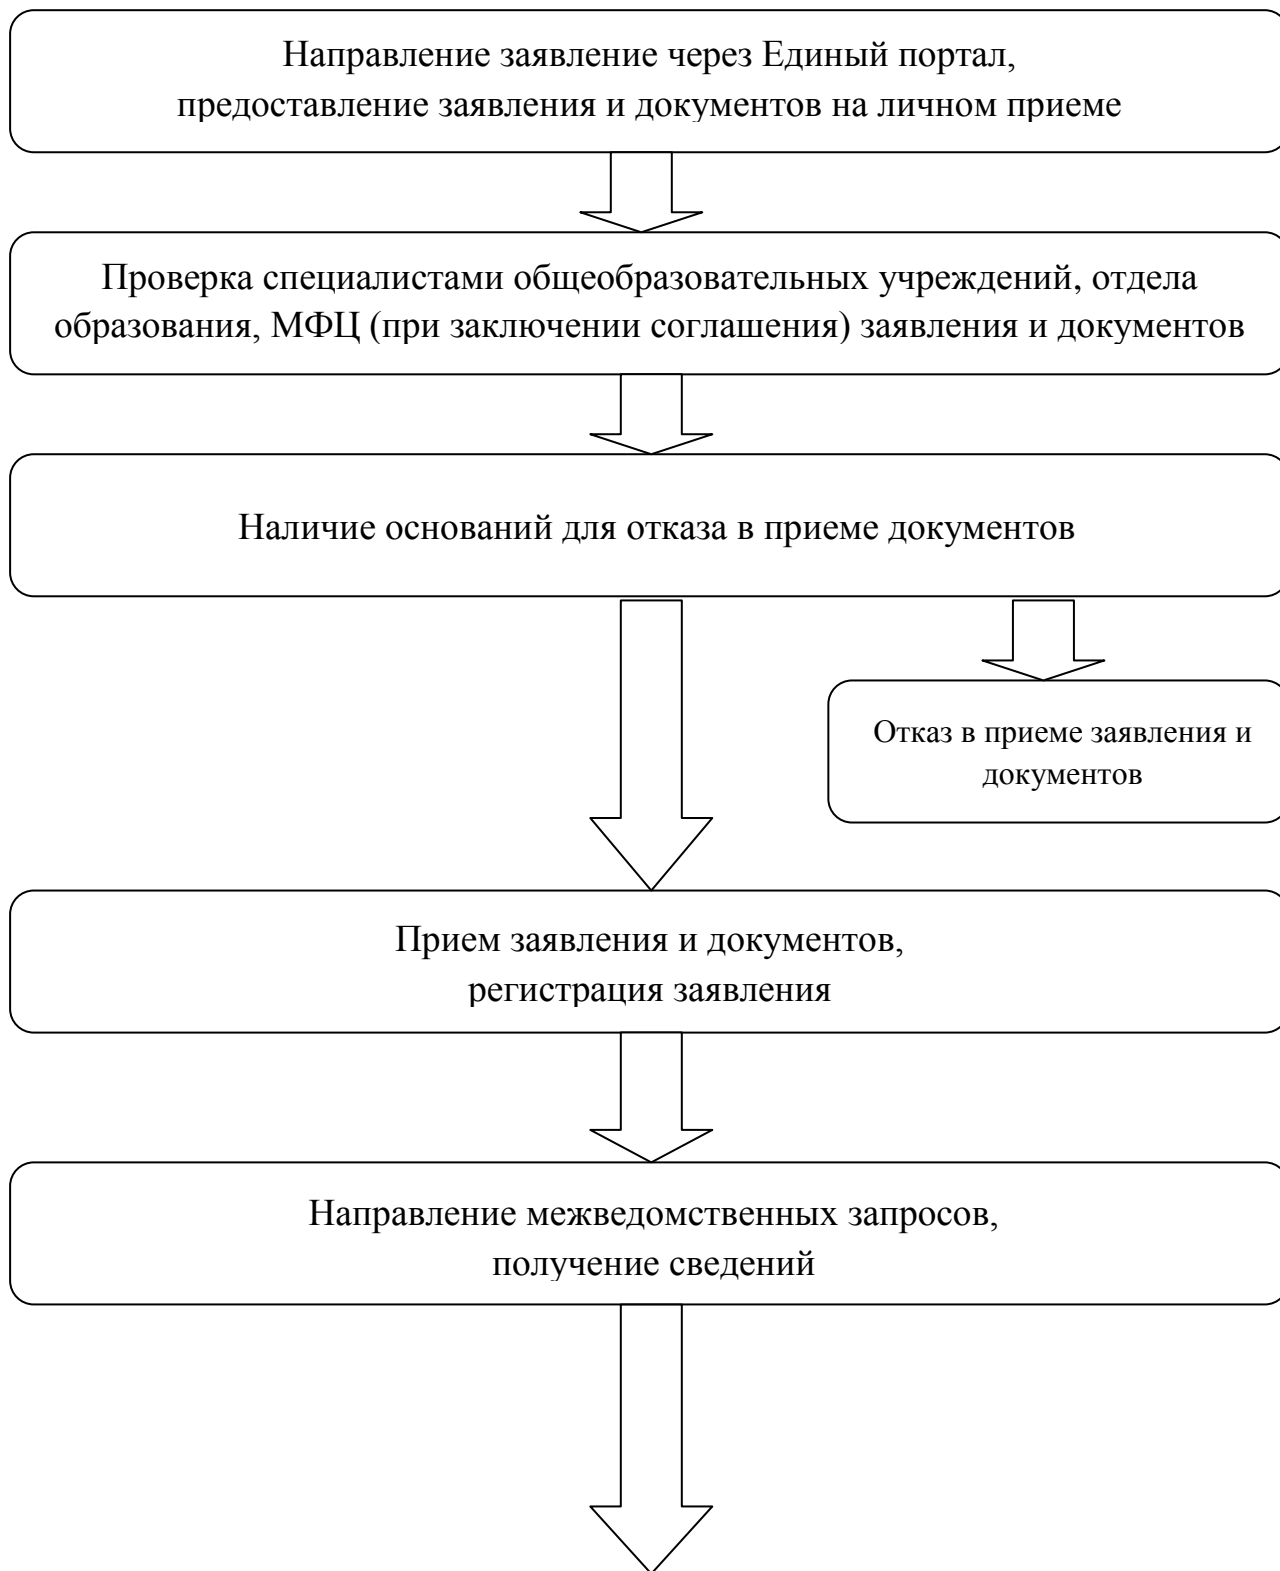 Направление заявление через Единый портал,
предоставление заявления и документов на личном приеме
Проверка специалистами общеобразовательных учреждений, отдела
образования, МФЦ (при заключении соглашения) заявления и документов
Наличие оснований для отказа в приеме документов
Отказ в приеме заявления и
документов
Прием заявления и документов,
регистрация заявления
Направление межведомственных запросов,
получение сведений